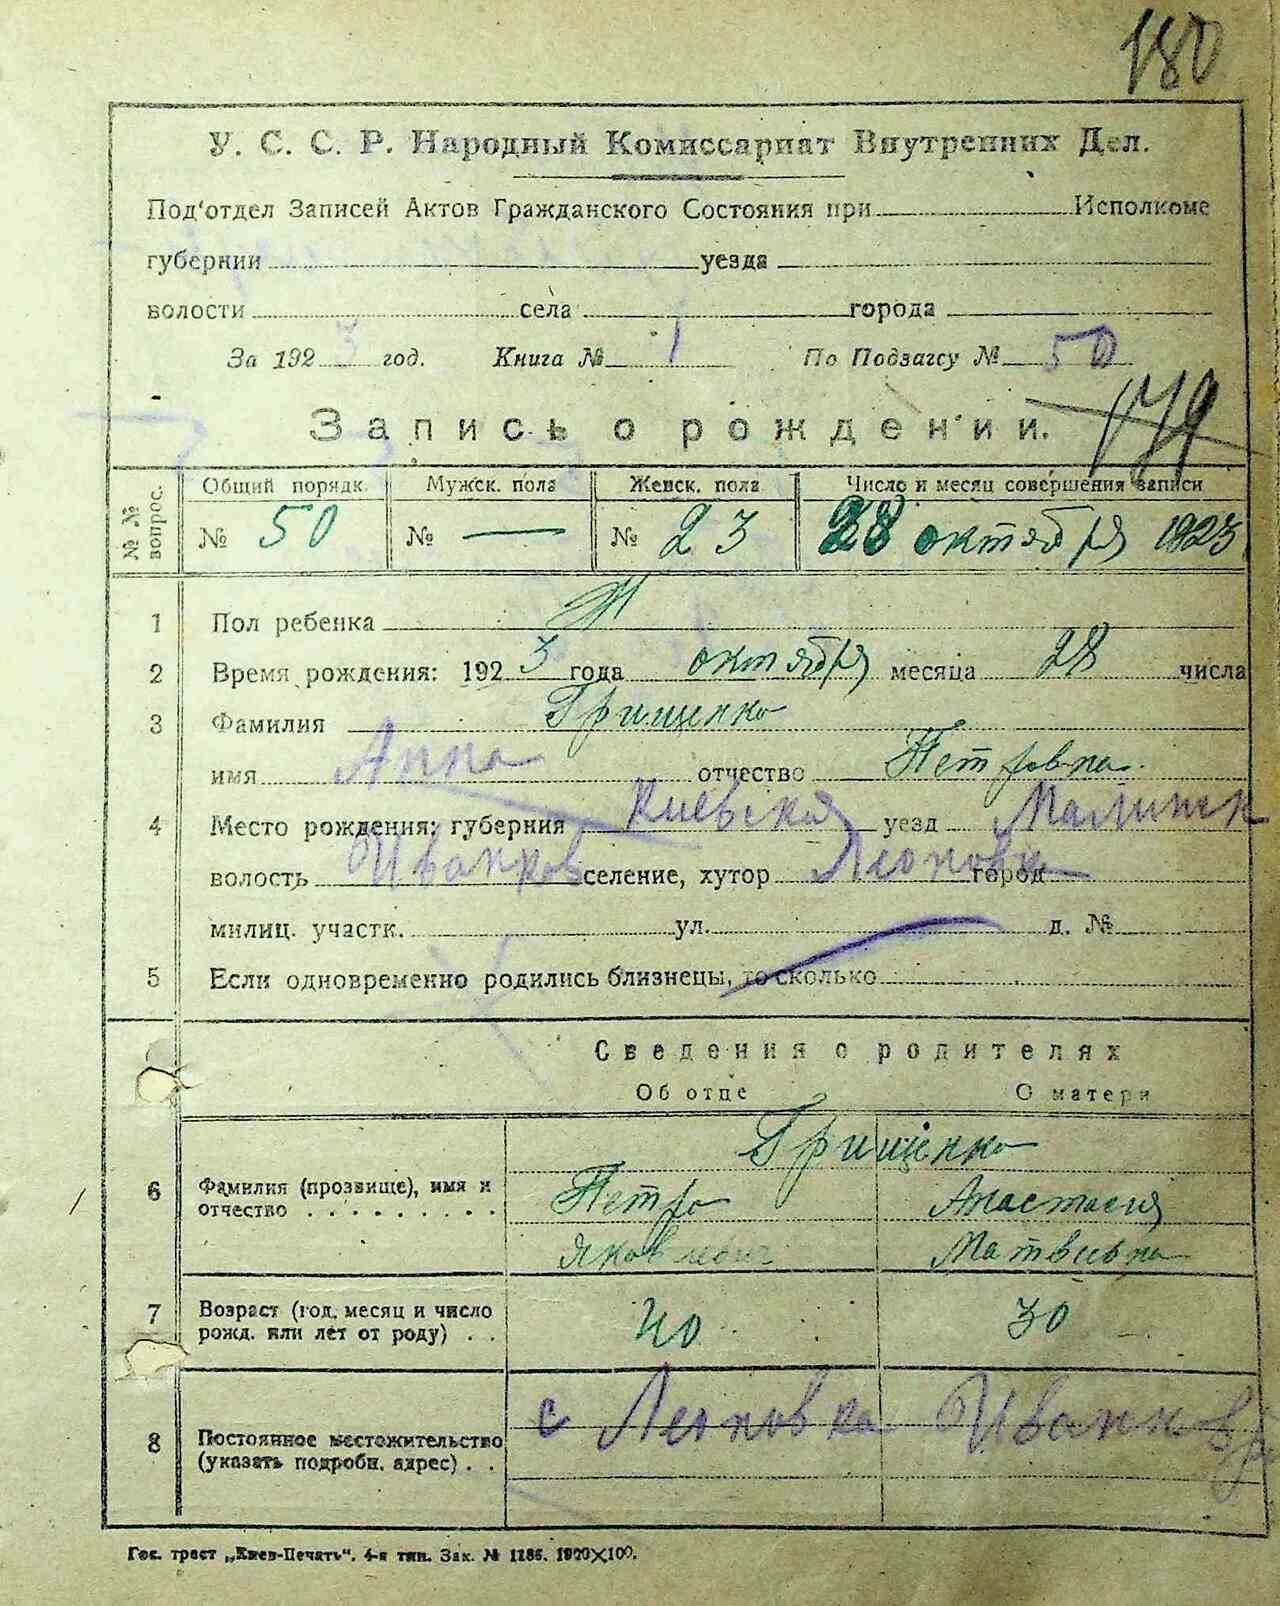 180
У. С. С. Р. Народный Комиссариат Внутренних Дел.
Под'отдел Записей Актов Гражданского Состояния при Исполкоме
губернии уезда
волости села города
За 1923 год. Книга № 1 По Подзагсу № 50
179
Запись о рождении.
№№ вопрос.
Общий порядк. Мужск. пола Женск. пола Число и месяц совершения записи
№ 50 № — № 23 28 октября 1923
1 Пол ребенка Ж
2 Время рождения: 1923 года октября месяца 28 числа
3 Фамилия Грищенко
имя Анна отчество Петровна
4 Место рождения: губерния Киевская уезд Малинск
волость Иванков селение, хутор Леоновка город
милиц. участк. ул. д. №
5 Если одновременно родились близнецы, то сколько
Сведения о родителях
Об отце О матери
Грищенко
6 Фамилия (прозвище), имя и отчество . . . . . . . . . Петро Анастасия
Яковлевич Матвиевна
7 Возраст (год, месяц и число рожд. или лет от роду) . . 40 30
8 Постоянное местожительство (указать подробн. адрес) . . с Леоновка Иванков р
Гос. трест „Киев-Печать“. 4-я тип. Зак. № 1186. 1900×100.